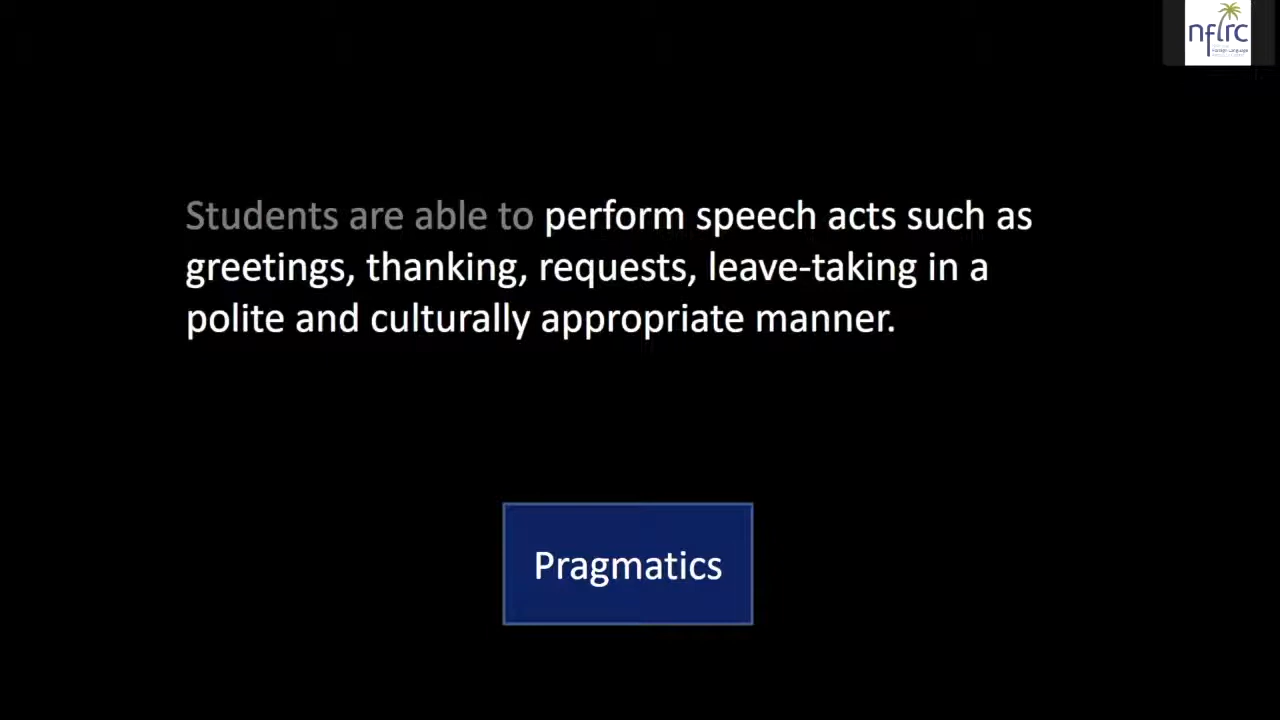 nflrc
Students are able to perform speech acts such as
greetings, thanking, requests, leave-taking in a
polite and culturally appropriate manner.
Pragmatics